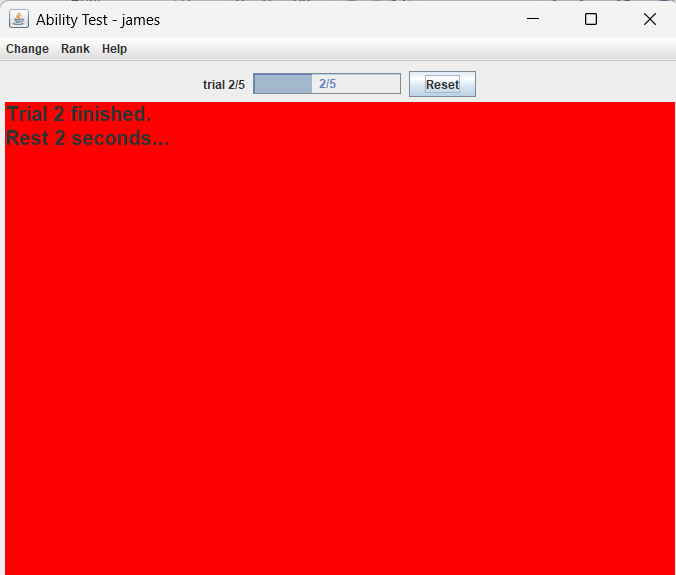 Ability Test - james
Change Rank Help
trial 2/5 2/5 Reset
Trial 2 finished.
Rest 2 seconds...